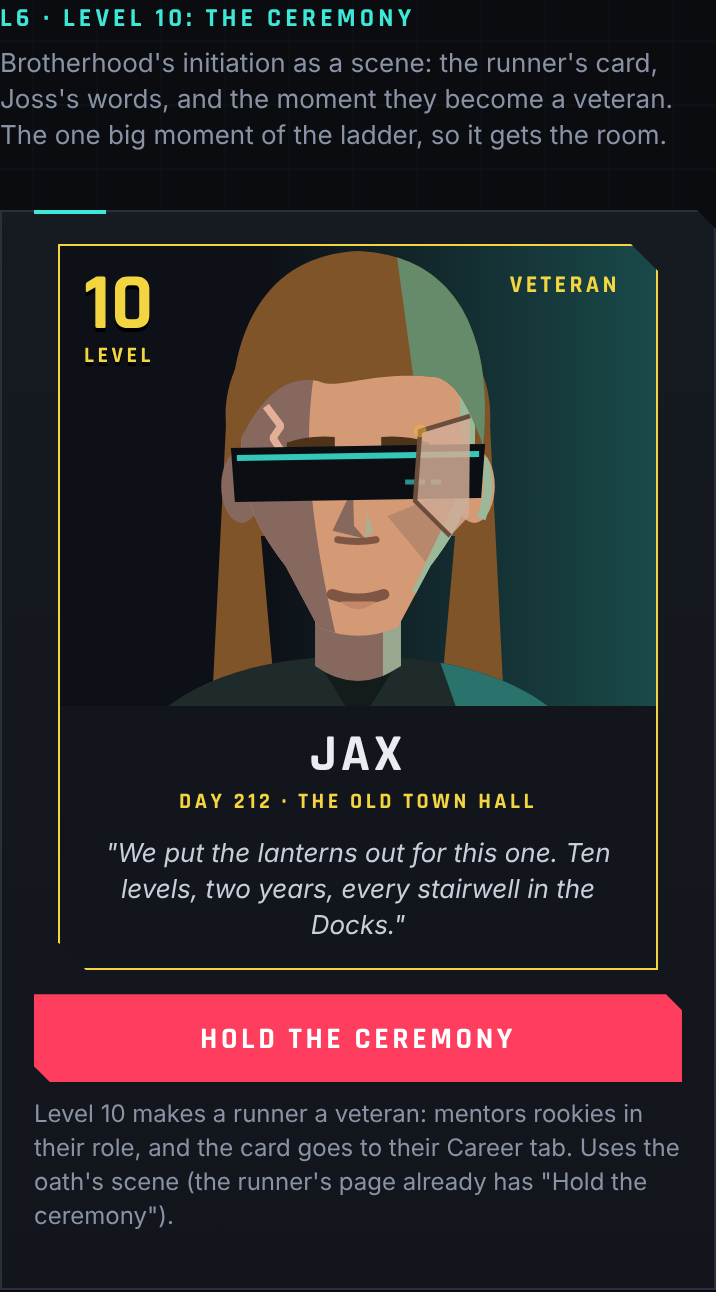 L6 · LEVEL 10: THE CEREMONY
Brotherhood's initiation as a scene: the runner's card,
Joss's words, and the moment they become a veteran.
The one big moment of the ladder, so it gets the room.
10
LEVEL
VETERAN
JAX
DAY 212 · THE OLD TOWN HALL
"We put the lanterns out for this one. Ten
levels, two years, every stairwell in the
Docks."
HOLD THE CEREMONY
Level 10 makes a runner a veteran: mentors rookies in
their role, and the card goes to their Career tab. Uses the
oath's scene (the runner's page already has "Hold the
ceremony").